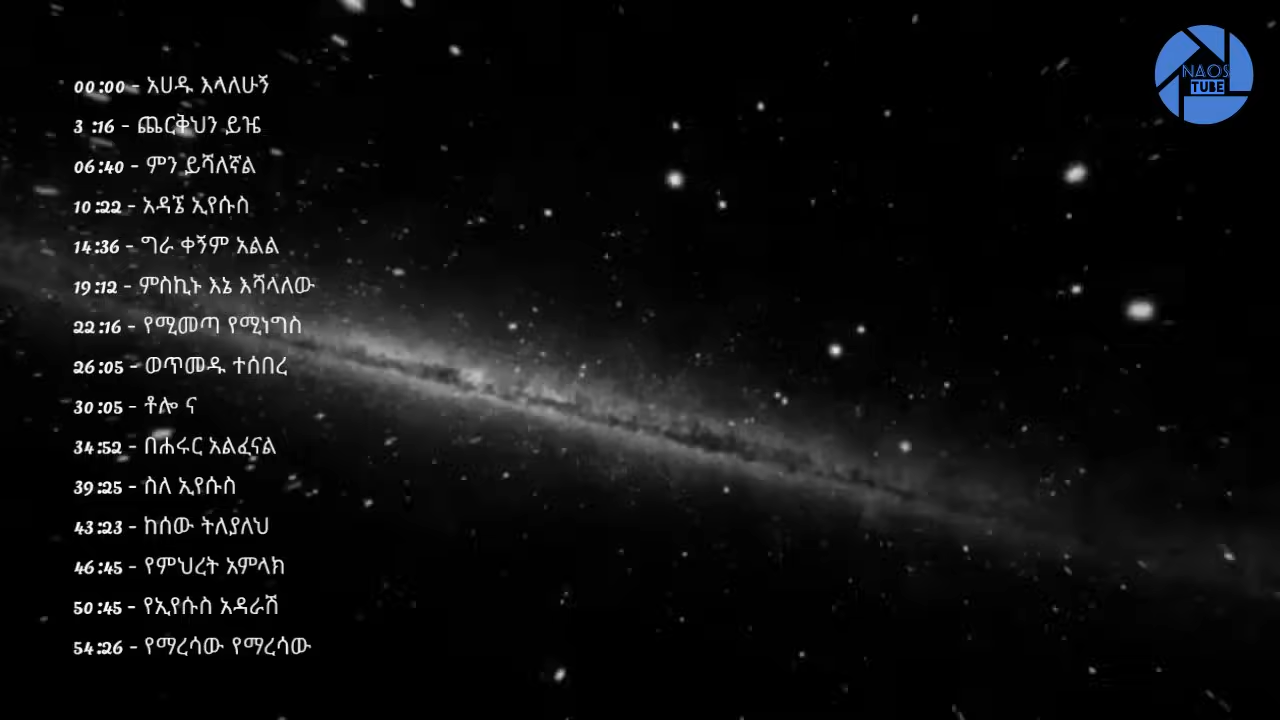 00:00 - አሀዱ እላለሁኝ
3 :16 - ጨርቅህን ይዤ
06:40 - ምን ይሻለኛል
10:22 - አዳኜ ኢየሱስ
14:36 - ግራ ቀኝም አልል
19:12 - ምስኪኑ እኔ እሻላለው
22:16 - የሚመጣ የሚነግስ
26:05 - ወጥመዱ ተሰበረ
30:05 - ቶሎ ና
34:52 - በሐሩር አልፈናል
39:25 - ስለ ኢየሱስ
43:23 - ከሰው ትለያለህ
46:45 - የምህረት አምላክ
50:45 - የኢየሱስ አዳራሽ
54:26 - የማረሳው የማረሳው
NAOS
TUBE